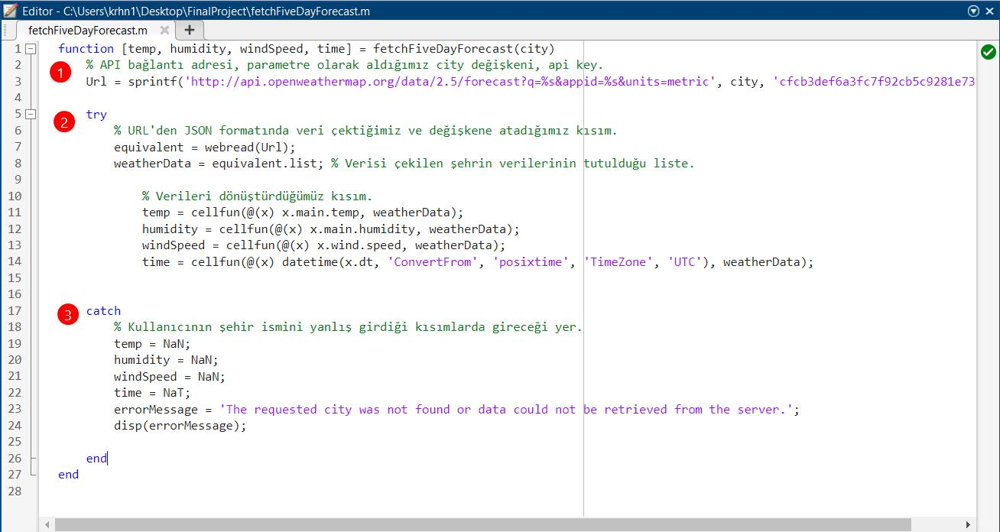 Editor - C:\Users\krhn1\Desktop\FinalProject\fetchFiveDayForecast.m
fetchFiveDayForecast.m
1 function [temp, humidity, windSpeed, time] = fetchFiveDayForecast(city)
2 % API bağlantı adresi, parametre olarak aldığımız city değişkeni, api key.
1
3 Url = sprintf('http://api.openweathermap.org/data/2.5/forecast?q=%s&appid=%s&units=metric', city, 'cfcb3def6a3fc7f92cb5c9281e73
4
5 try
2
6 % URL'den JSON formatında veri çektiğimiz ve değişkene atadığımız kısım.
7 equivalent = webread(Url);
8 weatherData = equivalent.list; % Verisi çekilen şehrin verilerinin tutulduğu liste.
9
10 % Verileri dönüştürdüğümüz kısım.
11 temp = cellfun(@(x) x.main.temp, weatherData);
12 humidity = cellfun(@(x) x.main.humidity, weatherData);
13 windSpeed = cellfun(@(x) x.wind.speed, weatherData);
14 time = cellfun(@(x) datetime(x.dt, 'ConvertFrom', 'posixtime', 'TimeZone', 'UTC'), weatherData);
15
16
17 catch
3
18 % Kullanıcının şehir ismini yanlış girdiği kısımlarda gireceği yer.
19 temp = NaN;
20 humidity = NaN;
21 windSpeed = NaN;
22 time = NaT;
23 errorMessage = 'The requested city was not found or data could not be retrieved from the server.';
24 disp(errorMessage);
25
26 end
27 end
28